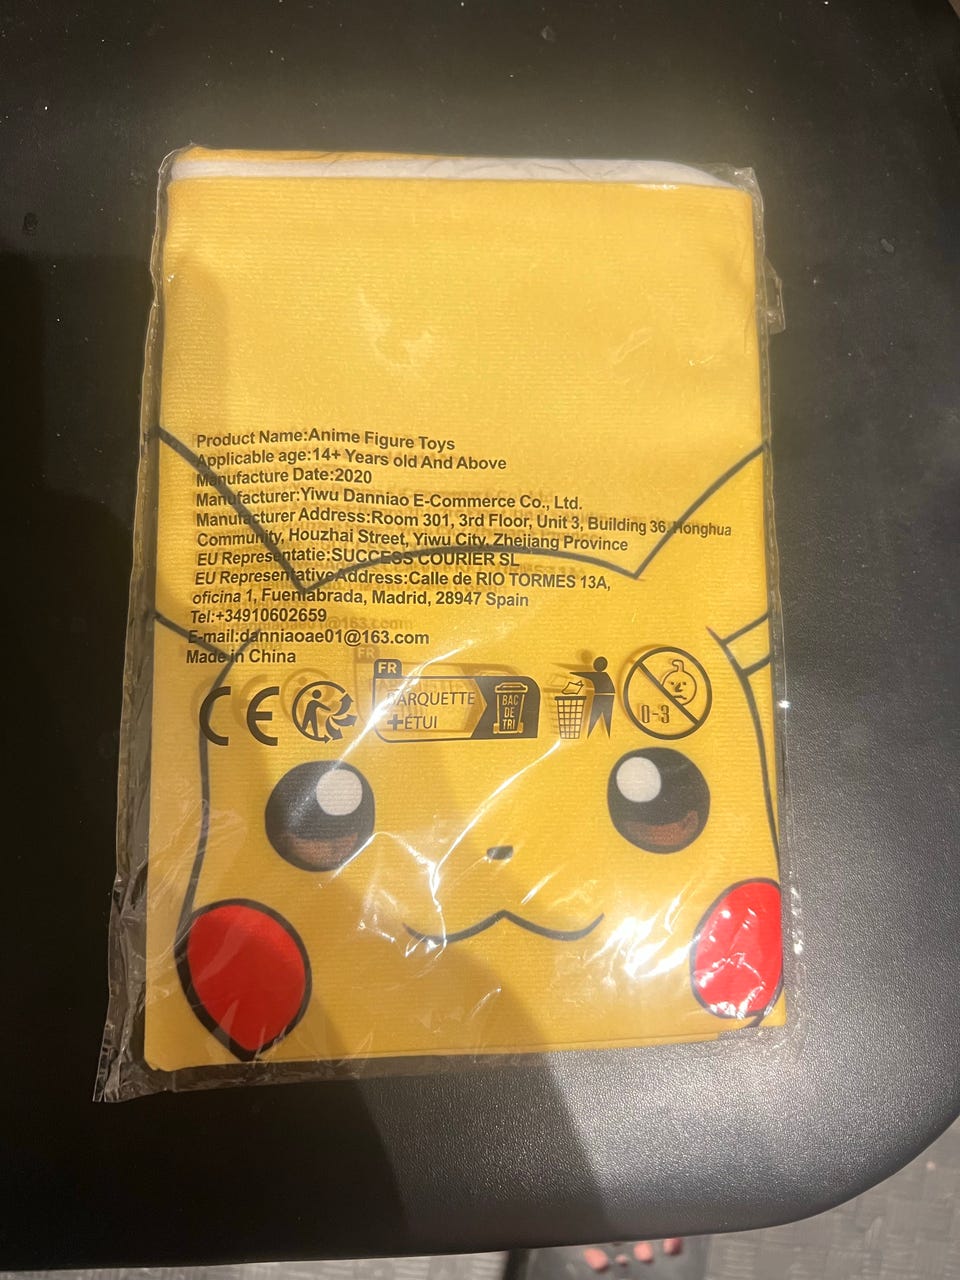 Product Name:Anime Figure Toys
Applicable age:14+ Years old And Above
Manufacture Date:2020
Manufacturer:Yiwu Danniao E-Commerce Co., Ltd.
Manufacturer Address:Room 301, 3rd Floor, Unit 3, Building 36, Honghua
Community, Houzhai Street, Yiwu City, Zhejiang Province
EU Representatie:SUCCESS COURIER SL
EU RepresentativeAddress:Calle de RIO TORMES 13A,
oficina 1, Fuenlabrada, Madrid, 28947 Spain
Tel:+34910602659
E-mail:danniaoae01@163.com
Made in China
CE
FR
BARQUETTE
+ÉTUI
BAC
DE
TRI
0-3